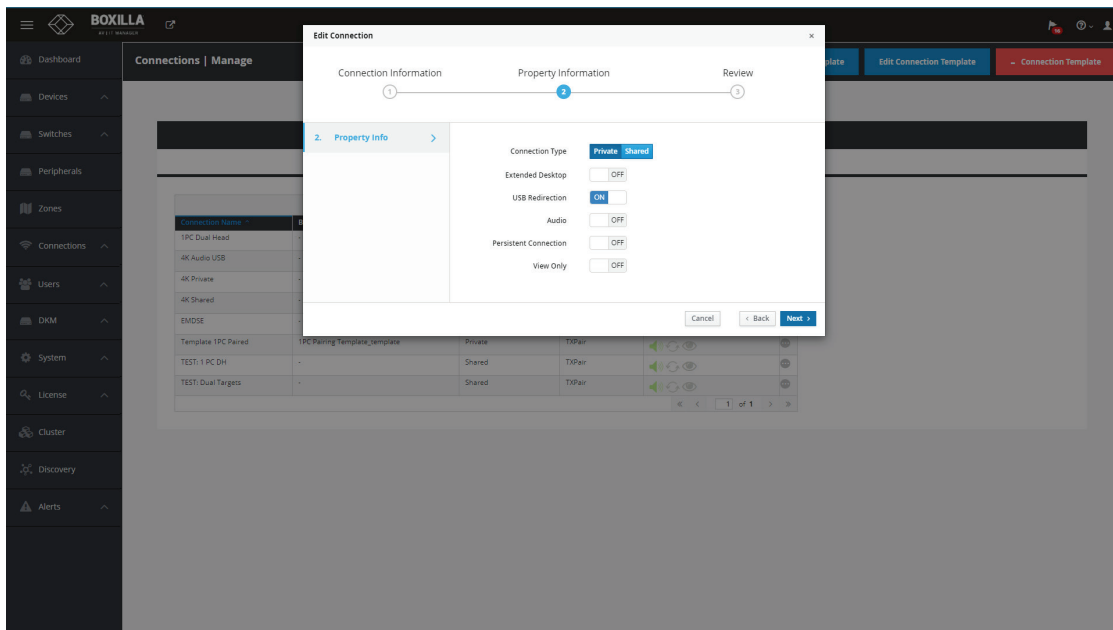 BOXILLA
AV/IT MANAGER
10
Dashboard
Devices
Switches
Peripherals
Zones
Connections
Users
DKM
System
License
Cluster
Discovery
Alerts
Connections | Manage
plate
Edit Connection Template
- Connection Template
Edit Connection
×
Connection Information
Property Information
Review
1
2
3
2. Property Info
Connection Type
Private Shared
Extended Desktop
OFF
USB Redirection
ON
Audio
OFF
Persistent Connection
OFF
View Only
OFF
Cancel
< Back
Next >
Connection Name
B
1PC Dual Head -
4K Audio USB -
4K Private -
4K Shared -
EMDSE -
Template 1PC Paired 1PC Pairing Template_template Private TXPair
TEST: 1 PC DH - Shared TXPair
TEST: Dual Targets - Shared TXPair
« < 1 of 1 > »